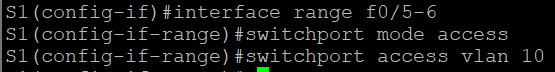 S1(config-if)#interface range f0/5-6
S1(config-if-range)#switchport mode access
S1(config-if-range)#switchport access vlan 10